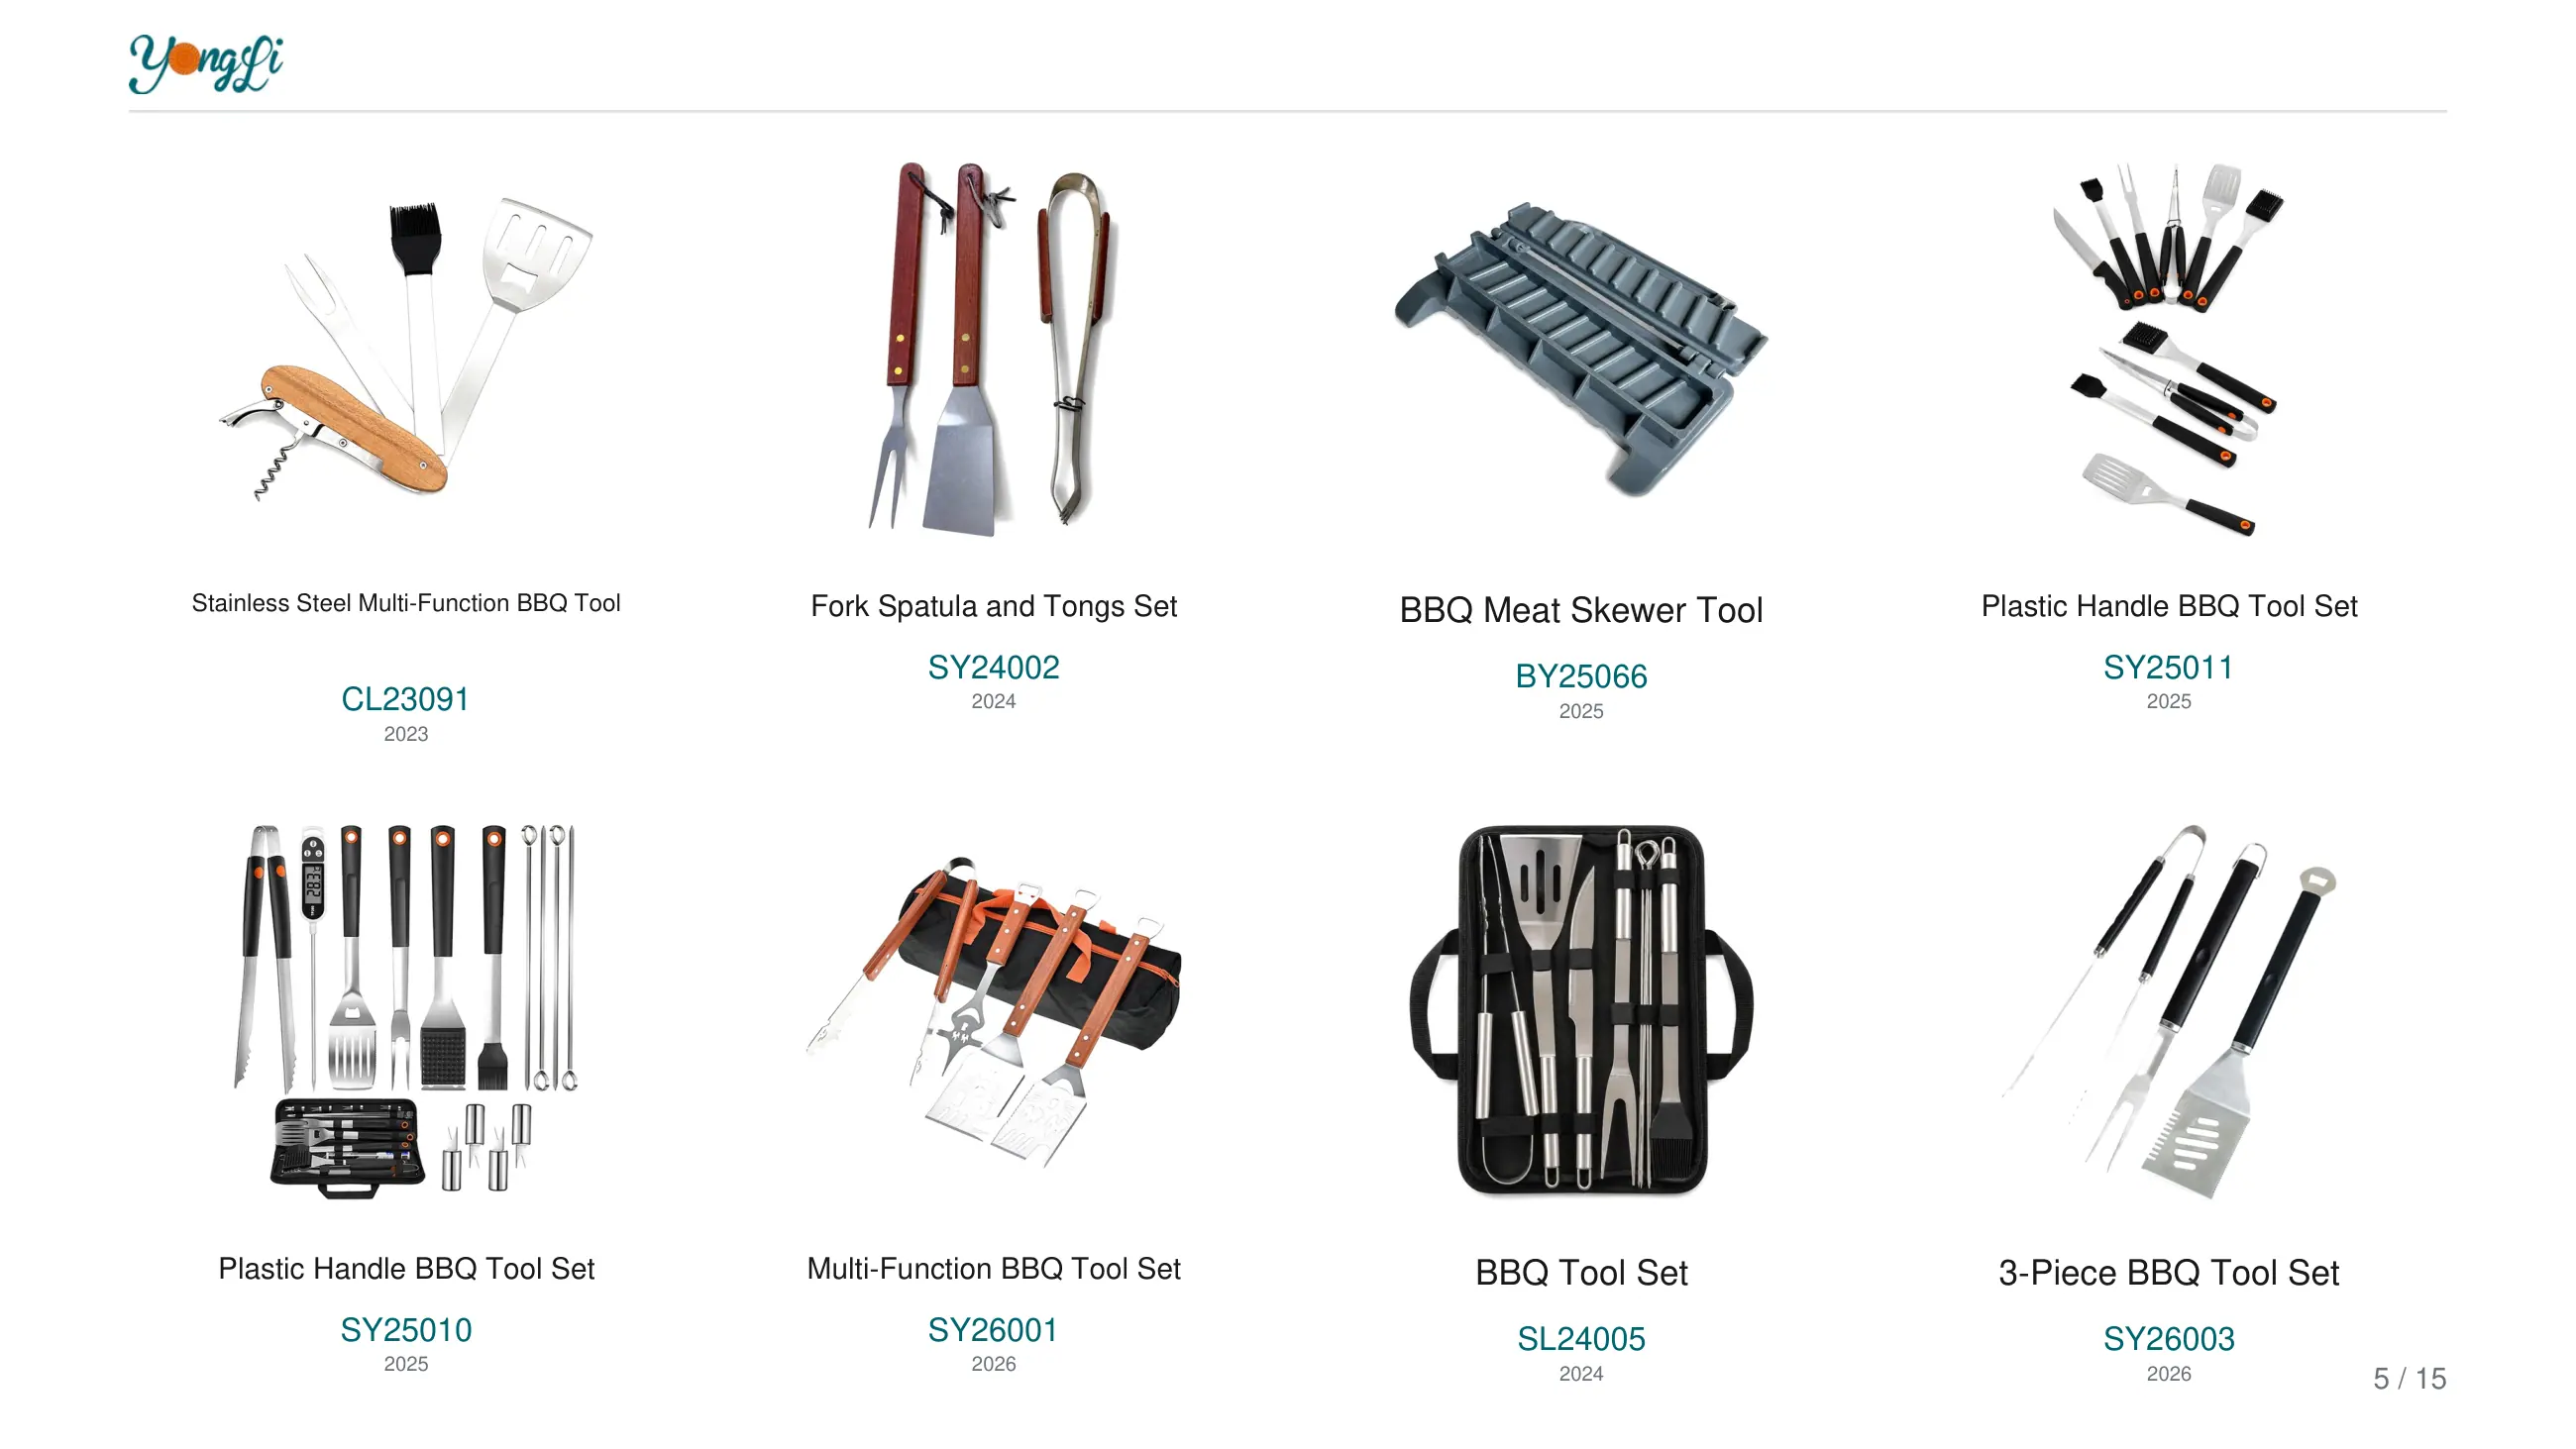 YongLi
Stainless Steel Multi-Function BBQ Tool
CL23091
2023
Fork Spatula and Tongs Set
SY24002
2024
BBQ Meat Skewer Tool
BY25066
2025
Plastic Handle BBQ Tool Set
SY25011
2025
Plastic Handle BBQ Tool Set
SY25010
2025
Multi-Function BBQ Tool Set
SY26001
2026
BBQ Tool Set
SL24005
2024
3-Piece BBQ Tool Set
SY26003
2026
5 / 15